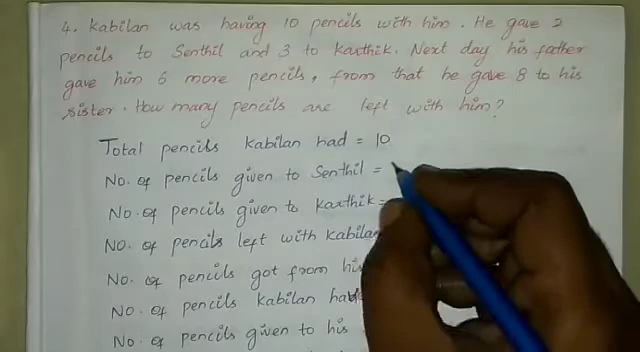 4. Kabilan was having 10 pencils with him. He gave 2
pencils to Senthil and 3 to Karthik. Next day his father
gave him 6 more pencils, from that he gave 8 to his
sister. How many pencils are left with him?
Total pencils Kabilan had = 10
No. of pencils given to Senthil =
No. of pencils given to Karthik =
No. of pencils left with Kabilan
No. of pencils got from his
No. of pencils Kabilan
No. of pencils given to his